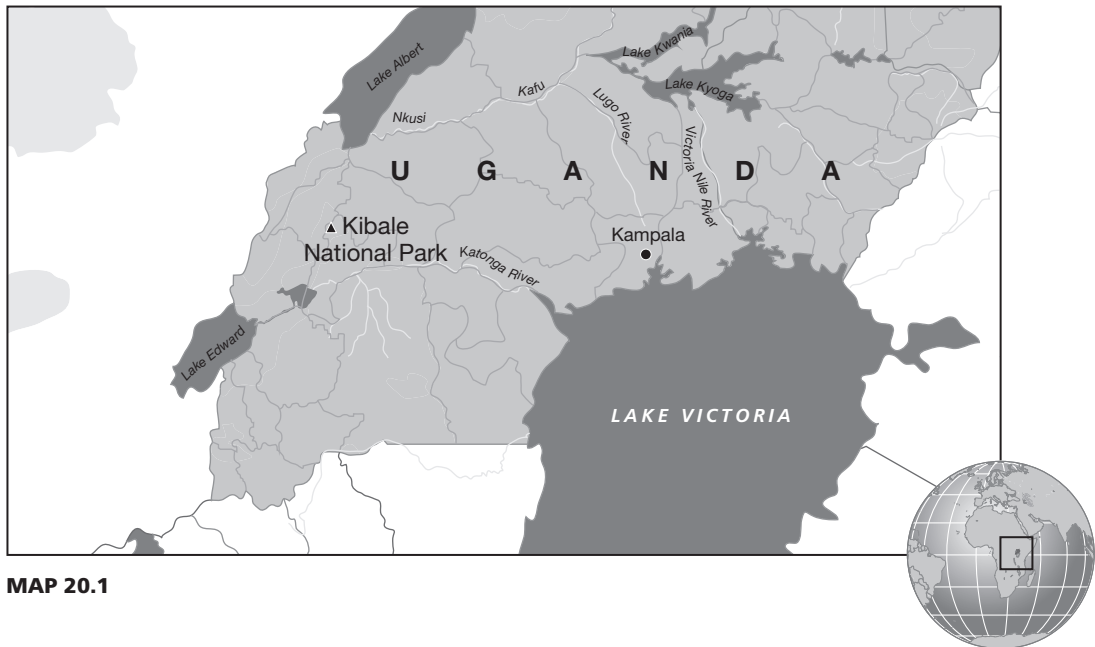 Lake Albert
Lake Kwania
Lake Kyoga
Kafu
Nkusi
Lugo River
Victoria Nile River
U G A N D A
Kibale
National Park
Kampala
Katonga River
Lake Edward
LAKE VICTORIA
MAP 20.1